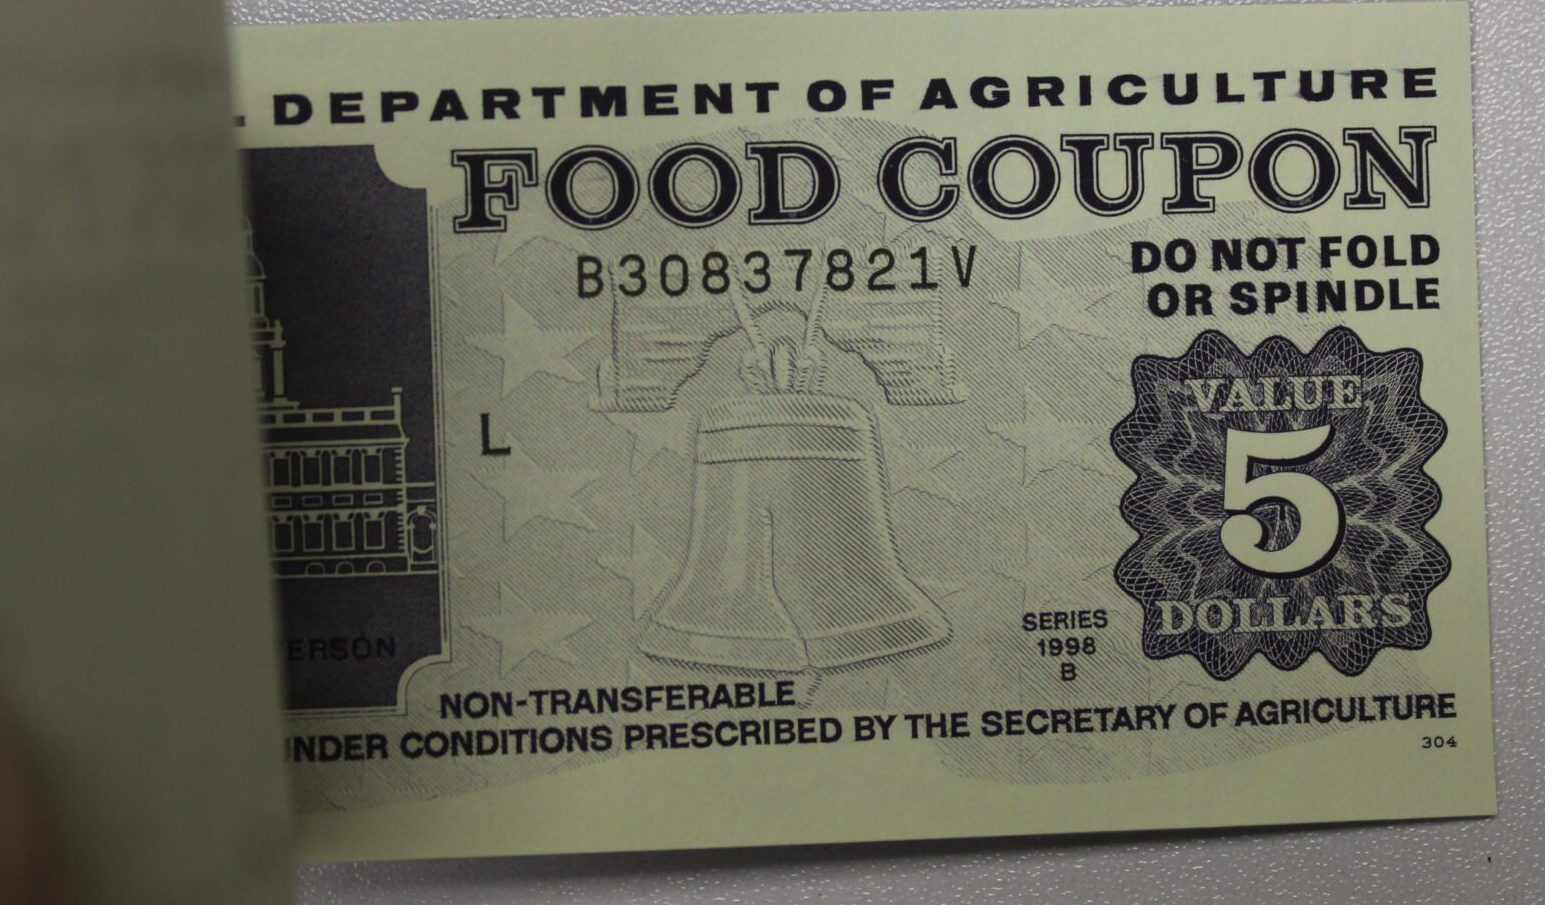 . DEPARTMENT OF AGRICULTURE
FOOD COUPON
B30837821V
DO NOT FOLD
OR SPINDLE
L
VALUE
5
DOLLARS
SERIES
1998
B
ERSON
NON-TRANSFERABLE
UNDER CONDITIONS PRESCRIBED BY THE SECRETARY OF AGRICULTURE
304